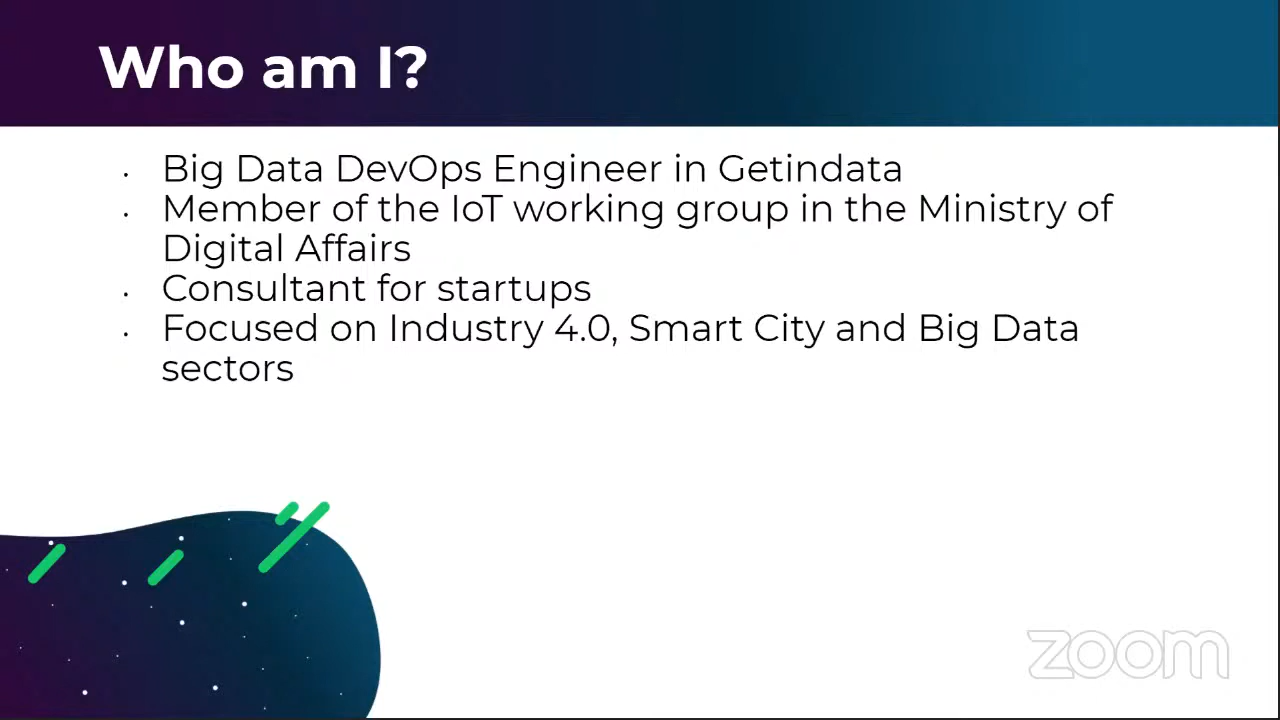 Who am I?
· Big Data DevOps Engineer in Getindata
· Member of the IoT working group in the Ministry of
Digital Affairs
· Consultant for startups
· Focused on Industry 4.0, Smart City and Big Data
sectors
zoom